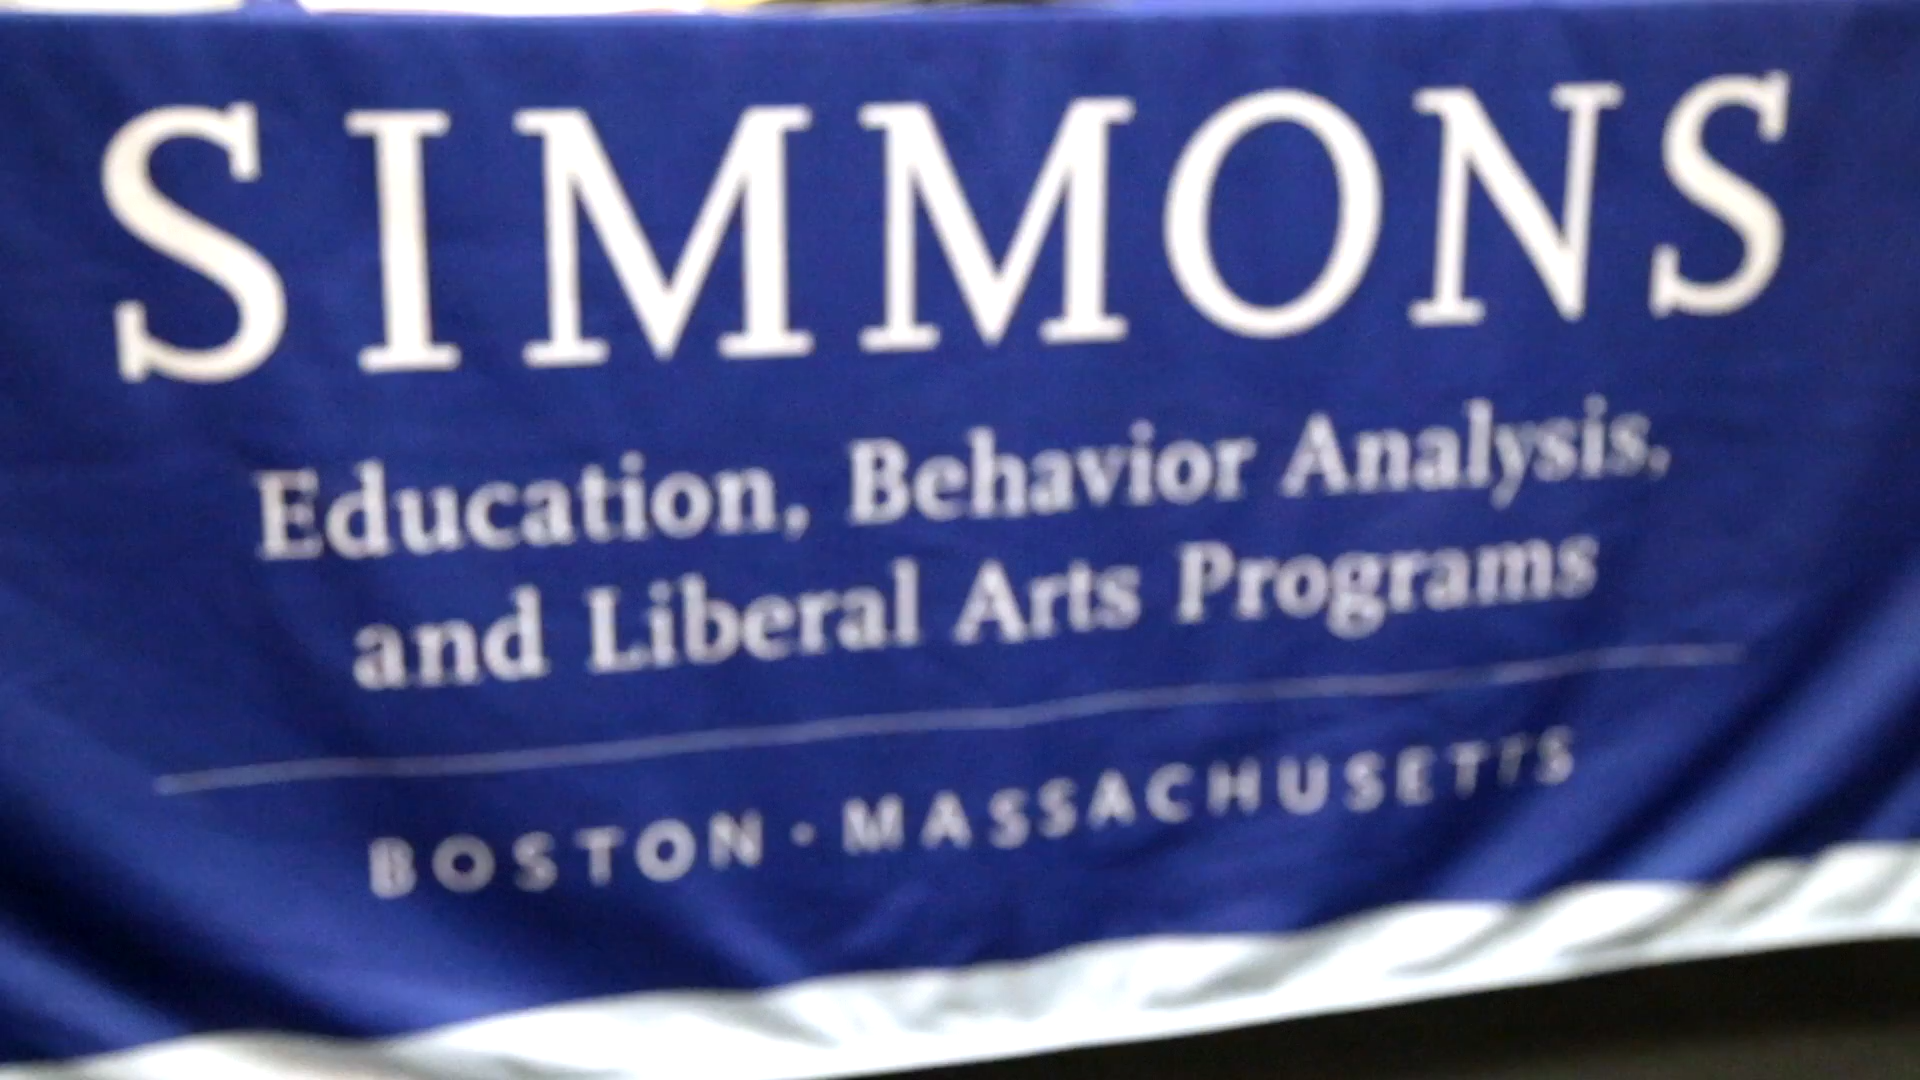 SIMMONS
Education, Behavior Analysis,
and Liberal Arts Programs
BOSTON · MASSACHUSETTS